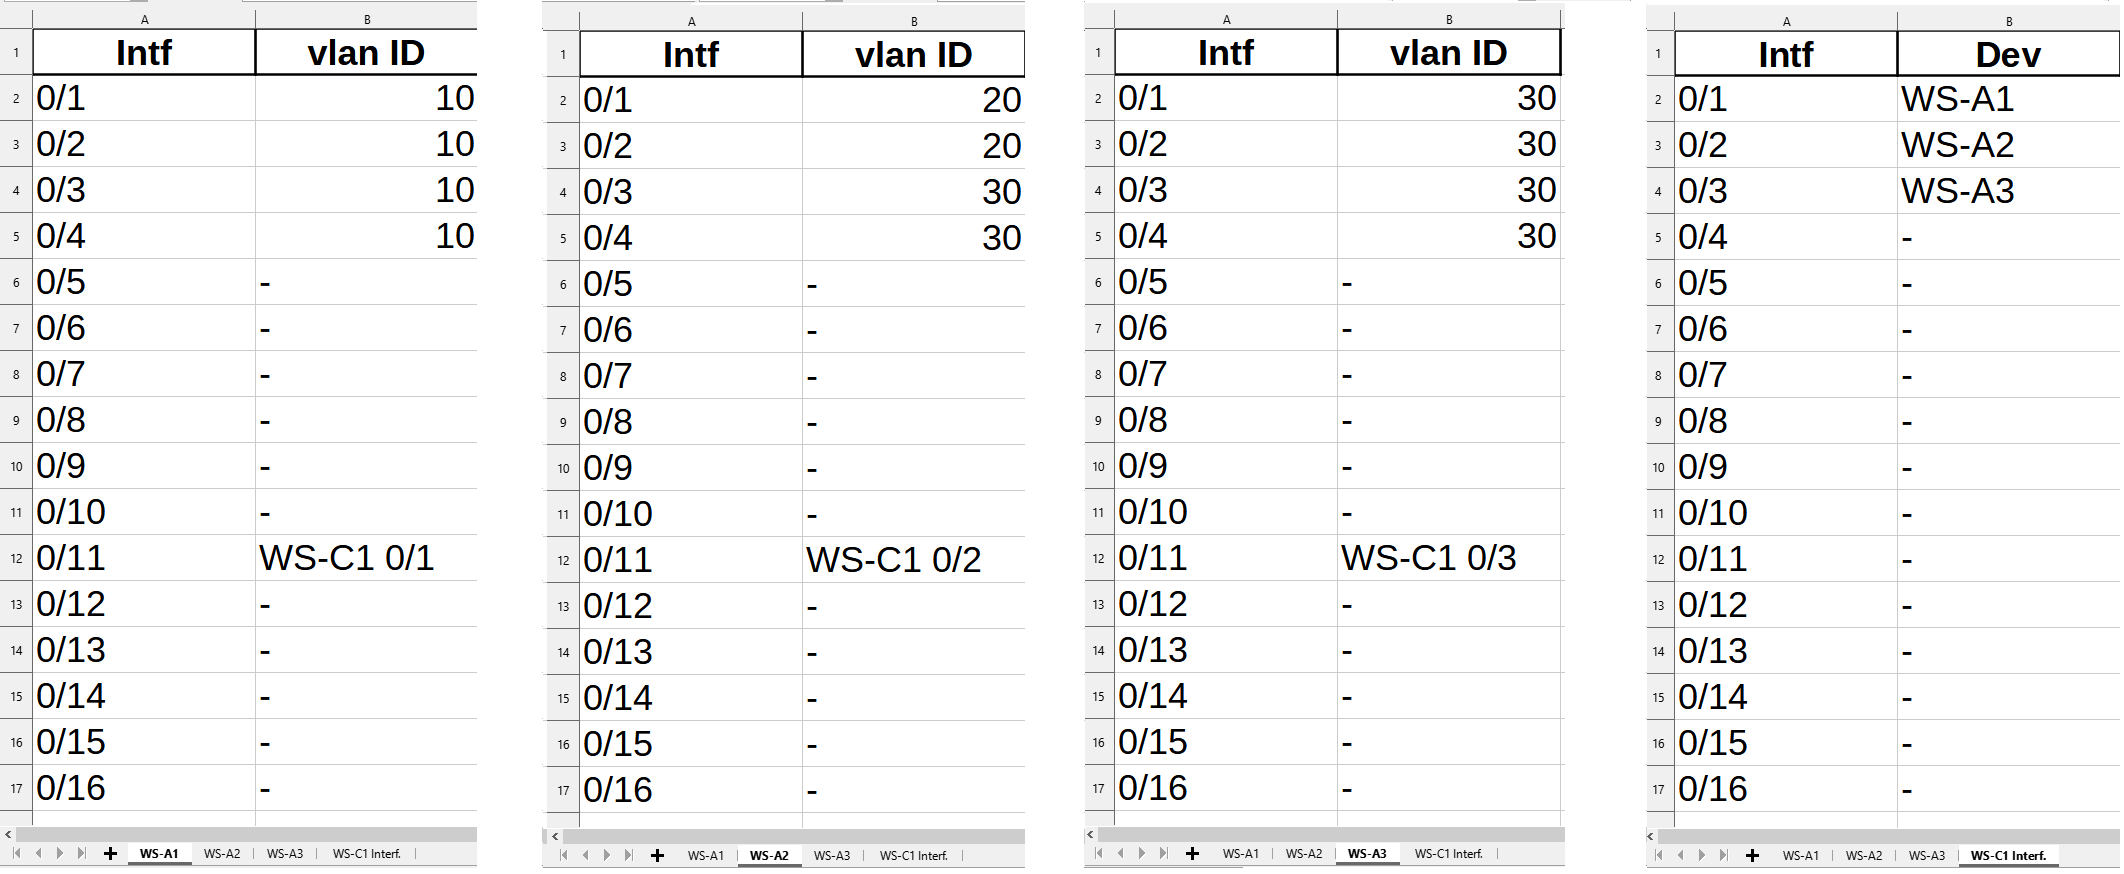 A B
1 Intf vlan ID
2 0/1 10
3 0/2 10
4 0/3 10
5 0/4 10
6 0/5 -
7 0/6 -
8 0/7 -
9 0/8 -
10 0/9 -
11 0/10 -
12 0/11 WS-C1 0/1
13 0/12 -
14 0/13 -
15 0/14 -
16 0/15 -
17 0/16 -
WS-A1 WS-A2 WS-A3 WS-C1 Interf.
A B
1 Intf vlan ID
2 0/1 20
3 0/2 20
4 0/3 30
5 0/4 30
6 0/5 -
7 0/6 -
8 0/7 -
9 0/8 -
10 0/9 -
11 0/10 -
12 0/11 WS-C1 0/2
13 0/12 -
14 0/13 -
15 0/14 -
16 0/15 -
17 0/16 -
WS-A1 WS-A2 WS-A3 WS-C1 Interf.
A B
1 Intf vlan ID
2 0/1 30
3 0/2 30
4 0/3 30
5 0/4 30
6 0/5 -
7 0/6 -
8 0/7 -
9 0/8 -
10 0/9 -
11 0/10 -
12 0/11 WS-C1 0/3
13 0/12 -
14 0/13 -
15 0/14 -
16 0/15 -
17 0/16 -
WS-A1 WS-A2 WS-A3 WS-C1 Interf.
A B
1 Intf Dev
2 0/1 WS-A1
3 0/2 WS-A2
4 0/3 WS-A3
5 0/4 -
6 0/5 -
7 0/6 -
8 0/7 -
9 0/8 -
10 0/9 -
11 0/10 -
12 0/11 -
13 0/12 -
14 0/13 -
15 0/14 -
16 0/15 -
17 0/16 -
WS-A1 WS-A2 WS-A3 WS-C1 Interf.